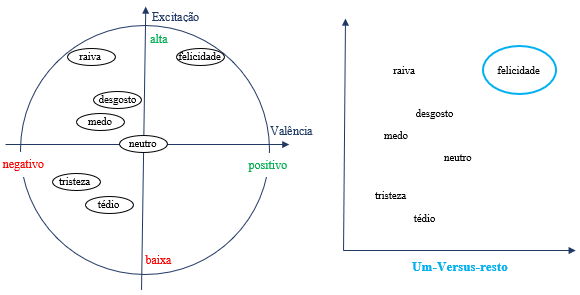 Excitação
alta
raiva
felicidade
desgosto
medo
Valência
neutro
negativo
positivo
tristeza
tédio
baixa
raiva
felicidade
desgosto
medo
neutro
tristeza
tédio
Um-Versus-resto